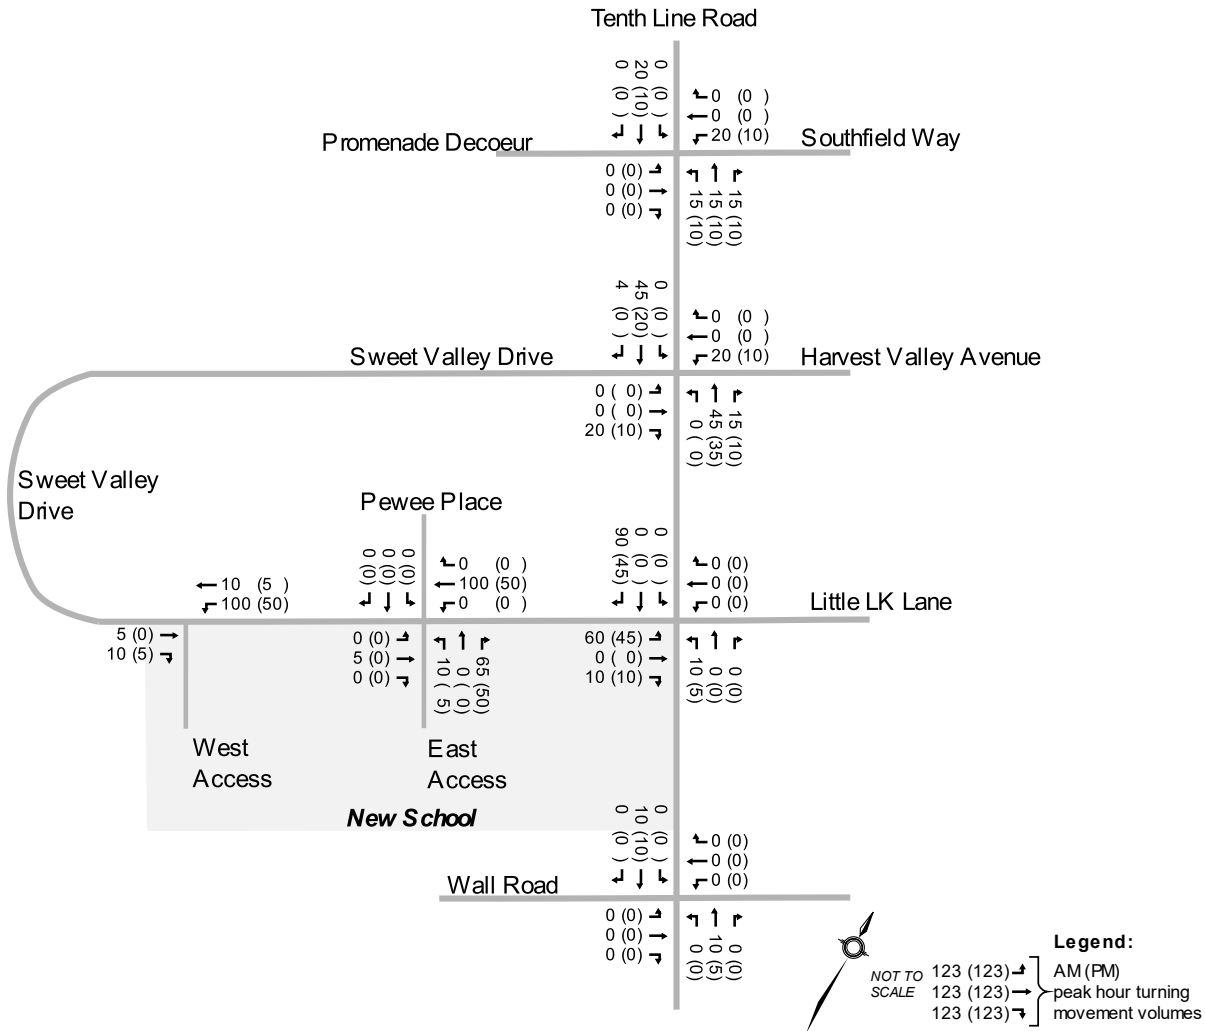 Tenth Line Road
0 (0 )
20 (10)
0 (0 )
0 (0 )
0 (0 )
20 (10)
Promenade Decoeur
Southfield Way
0 (0)
0 (0)
0 (0)
15 (10)
15 (10)
15 (10)
4 (0 )
45 (20)
0 (0 )
0 (0 )
0 (0 )
20 (10)
Sweet Valley Drive
Harvest Valley Avenue
0 ( 0)
0 ( 0)
20 (10)
0 ( 0)
45 (35)
15 (10)
Sweet Valley
Drive
Pewee Place
0 (0)
0 (0)
0 (0)
0 (0 )
100 (50)
0 (0 )
90 (45)
0 (0 )
0 (0 )
0 (0)
0 (0)
0 (0)
10 (5 )
100 (50)
Little LK Lane
5 (0)
10 (5)
0 (0)
5 (0)
0 (0)
10 ( 5)
0 ( 0)
65 (50)
60 (45)
0 ( 0)
10 (10)
10 (5)
0 (0)
0 (0)
West
Access
East
Access
New School
0 (0 )
10 (10)
0 (0 )
0 (0)
0 (0)
0 (0)
Wall Road
0 (0)
0 (0)
0 (0)
0 (0)
10 (5)
0 (0)
Legend:
NOT TO
SCALE
123 (123) AM (PM)
123 (123) peak hour turning
123 (123) movement volumes